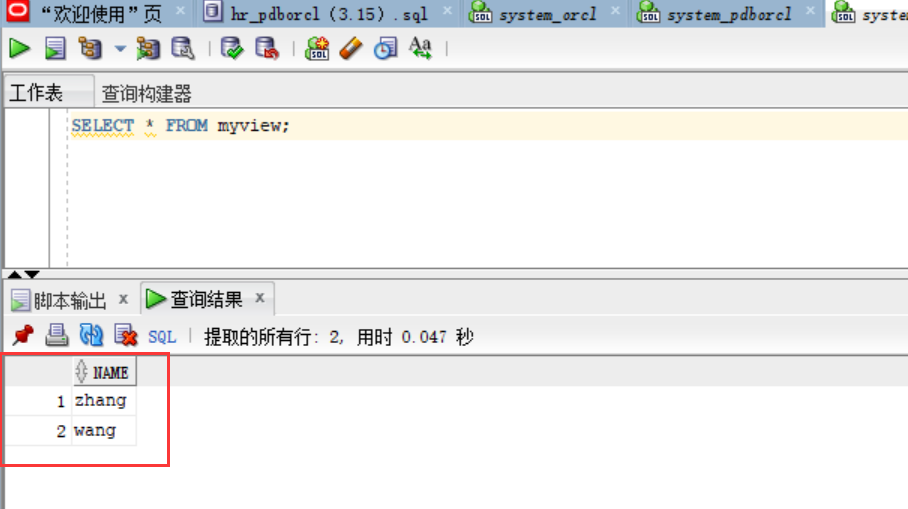 “欢迎使用”页 × hr_pdborcl (3.15).sql × system_orcl × system_pdborcl × syste
工作表 查询构建器
SELECT * FROM myview;
脚本输出 × 查询结果 ×
SQL | 提取的所有行: 2, 用时 0.047 秒
NAME
1 zhang
2 wang